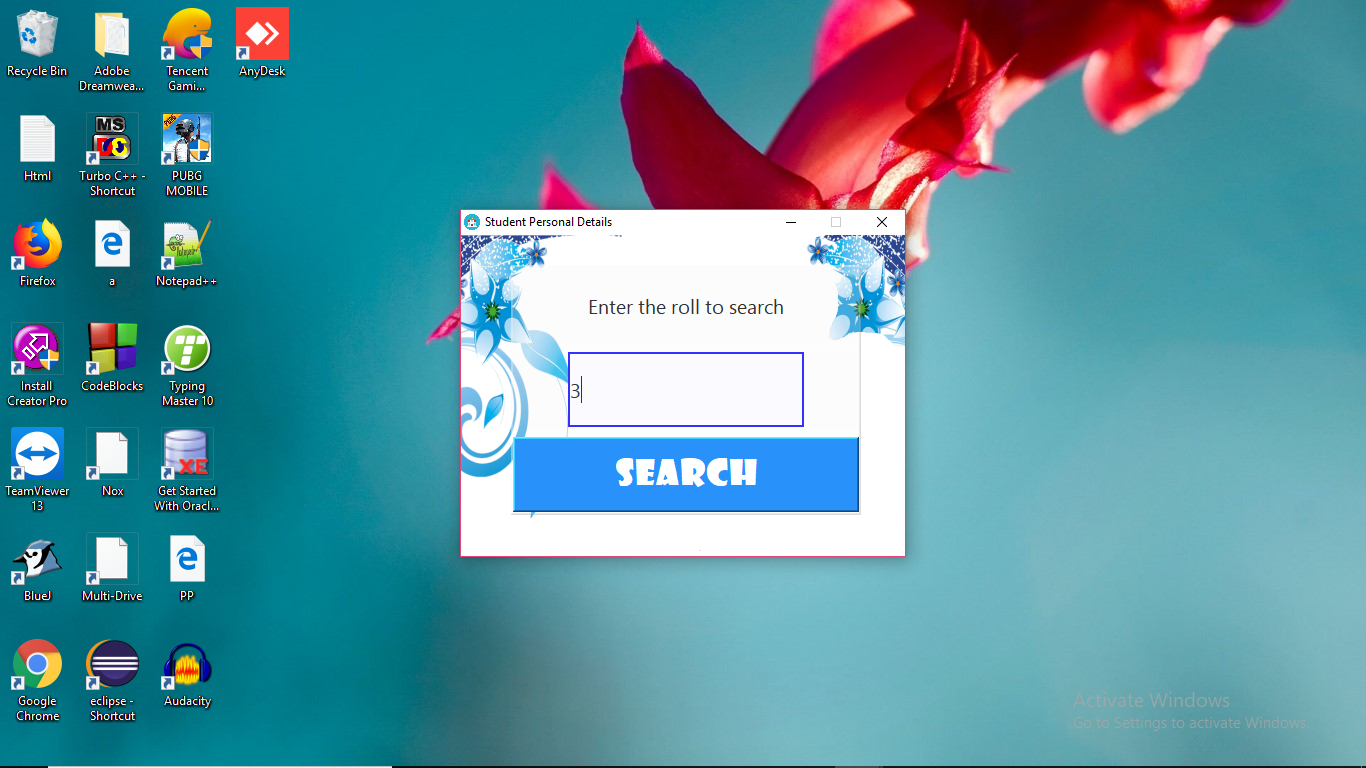 Recycle Bin
Adobe
Dreamwea...
Tencent
Gami...
AnyDesk
Html
MS
Turbo C++ -
Shortcut
PUBG
PUBG
MOBILE
Firefox
a
Notepad++
Install
Creator Pro
CodeBlocks
Typing
Master 10
TeamViewer
13
Nox
XE
Get Started
With Oracl...
BlueJ
Multi-Drive
PP
Google
Chrome
eclipse -
Shortcut
Audacity
Student Personal Details
Enter the roll to search
3
SEARCH
Activate Windows
Go to Settings to activate Windows.